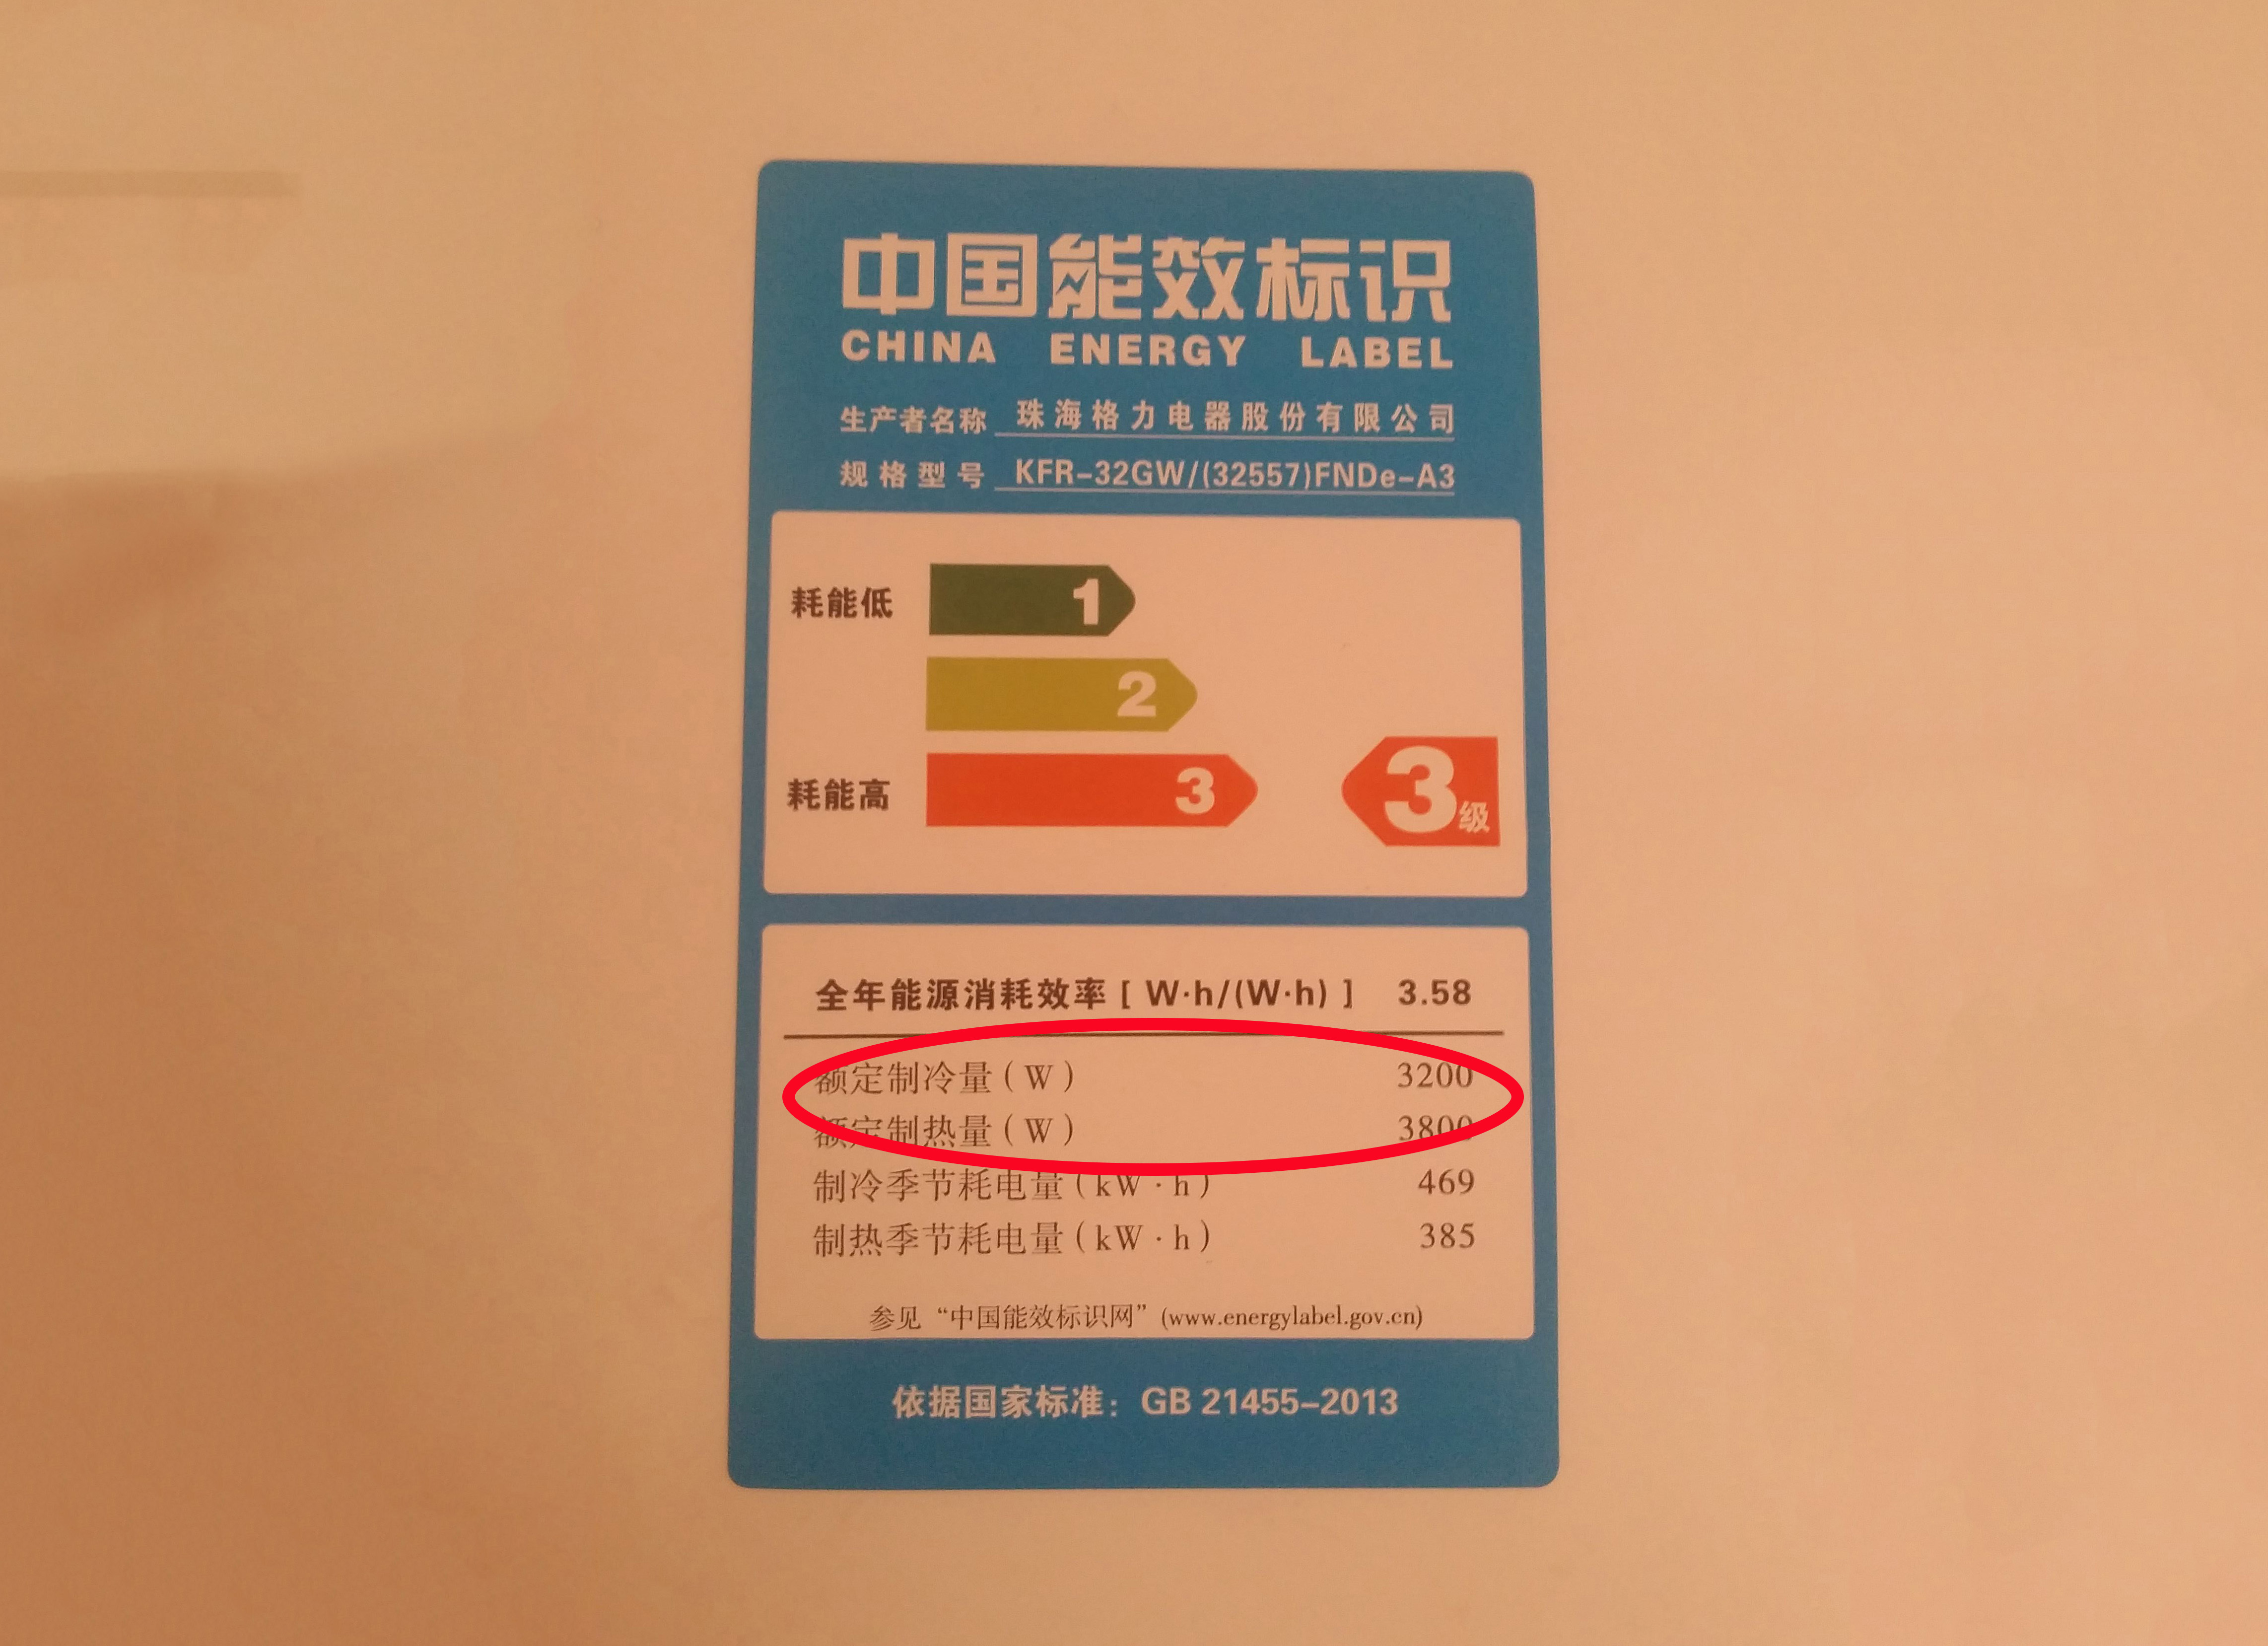 中国能效标识
CHINA ENERGY LABEL
生产者名称 珠海格力电器股份有限公司
规格型号 KFR-32GW/(32557)FNDe-A3
耗能低 1
2
耗能高 3 3级
全年能源消耗效率[ W·h/(W·h) ] 3.58
额定制冷量(W) 3200
额定制热量(W) 3800
制冷季节耗电量(kW·h) 469
制热季节耗电量(kW·h) 385
参见“中国能效标识网”(www.energylabel.gov.cn)
依据国家标准：GB 21455-2013